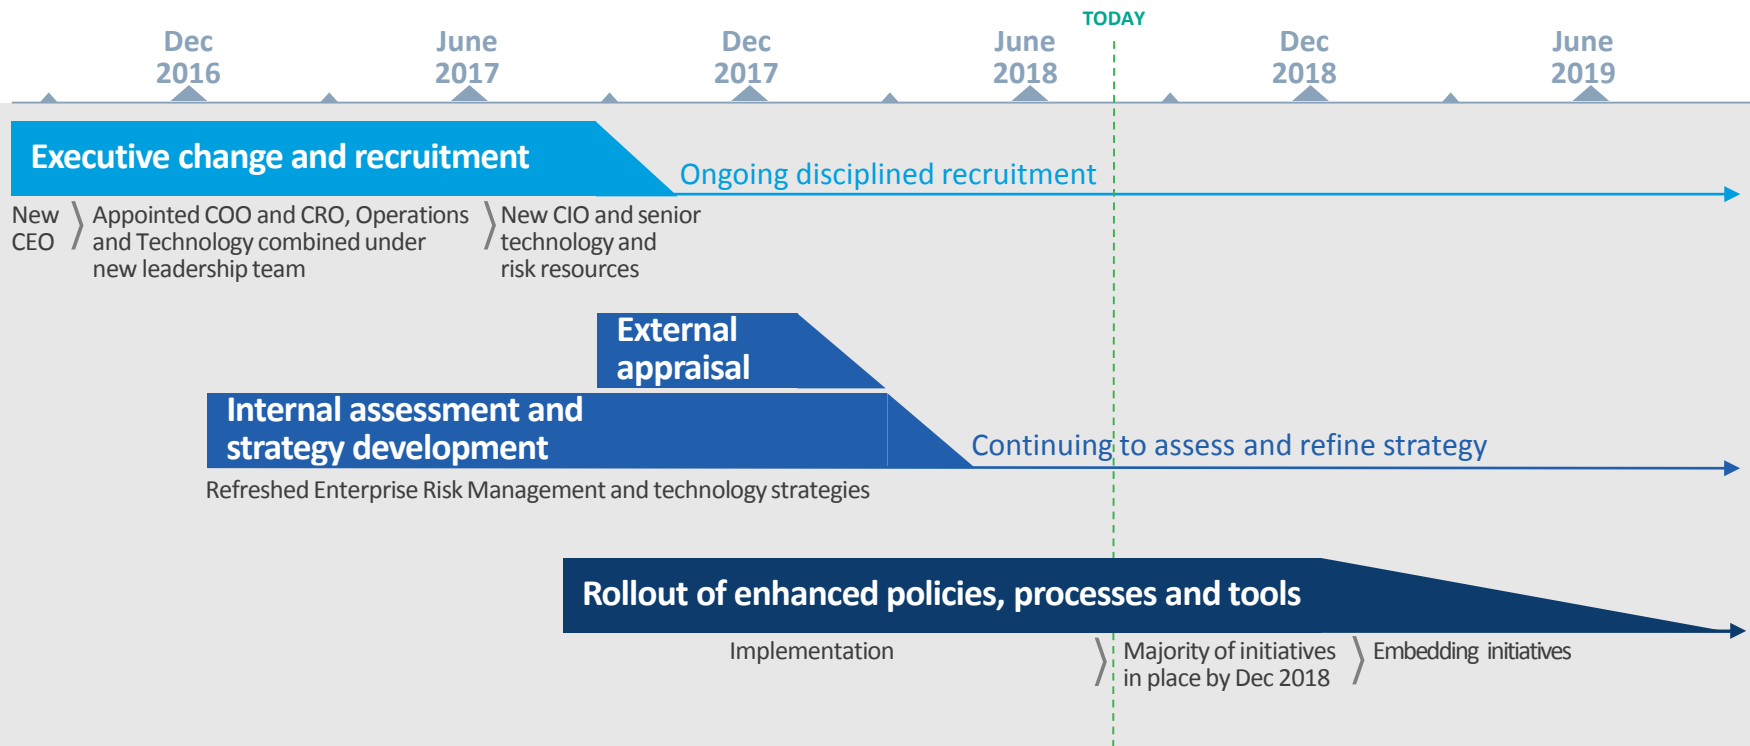 TODAY
Dec
2016
June
2017
Dec
2017
June
2018
Dec
2018
June
2019
Executive change and recruitment
Ongoing disciplined recruitment
New
CEO
Appointed COO and CRO, Operations
and Technology combined under
new leadership team
New CIO and senior
technology and
risk resources
External
appraisal
Internal assessment and
strategy development
Continuing to assess and refine strategy
Refreshed Enterprise Risk Management and technology strategies
Rollout of enhanced policies, processes and tools
Implementation
Majority of initiatives
in place by Dec 2018
Embedding initiatives